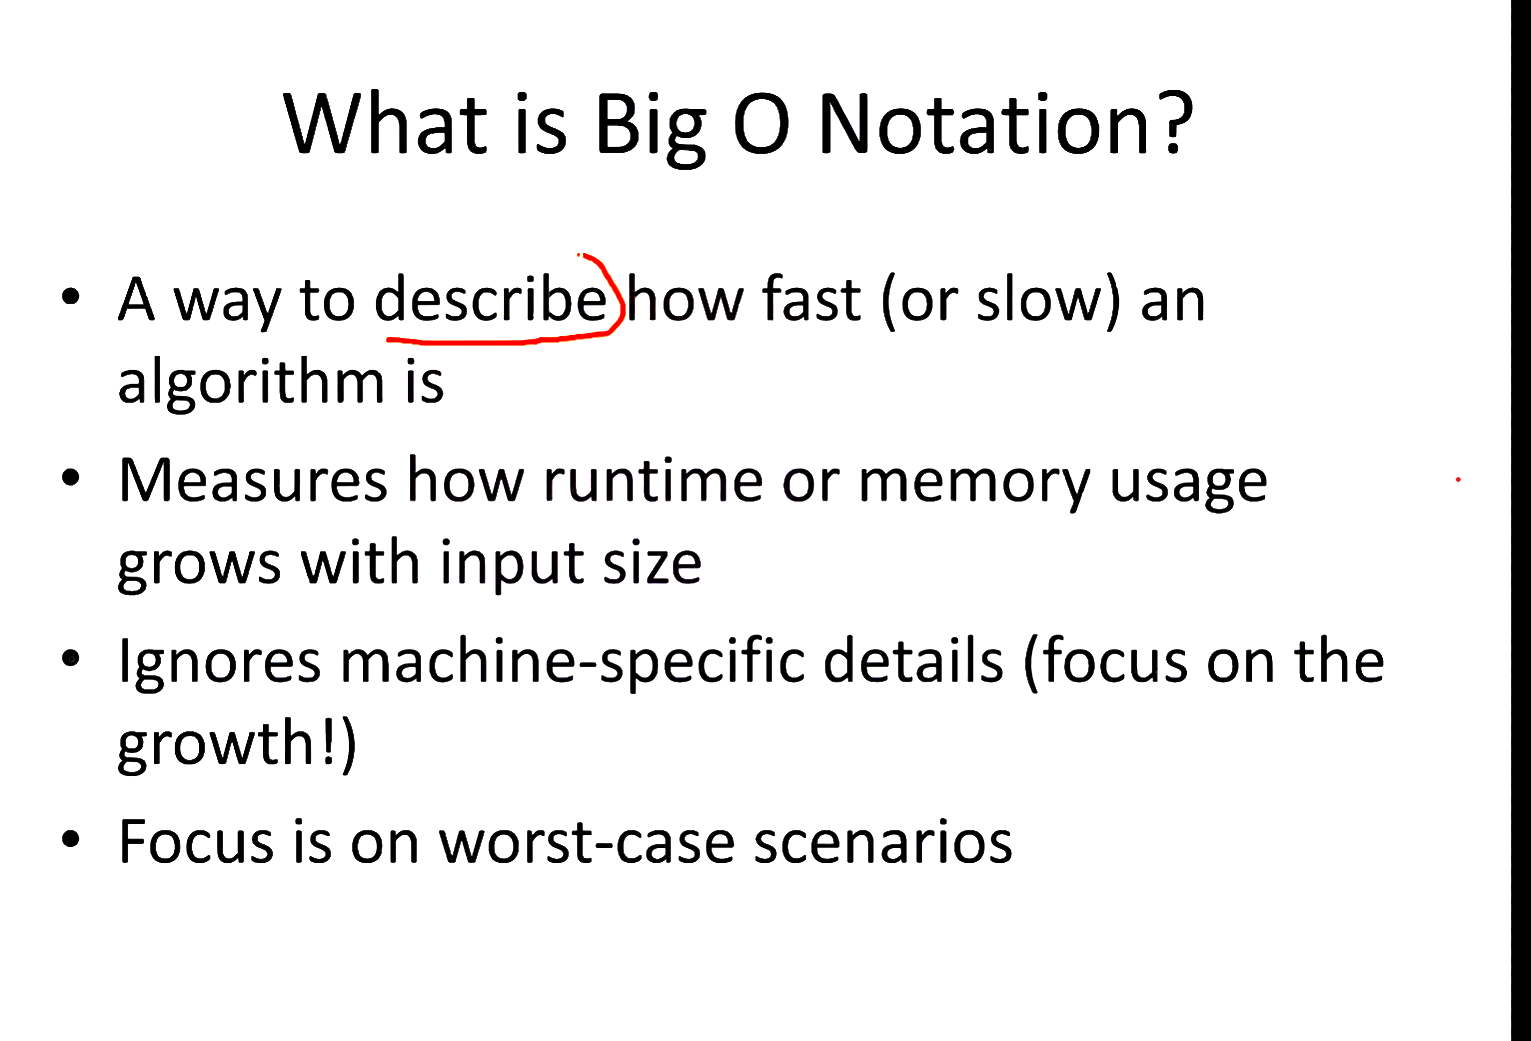 What is Big O Notation?
• A way to describe how fast (or slow) an
algorithm is
• Measures how runtime or memory usage
grows with input size
• Ignores machine-specific details (focus on the
growth!)
• Focus is on worst-case scenarios